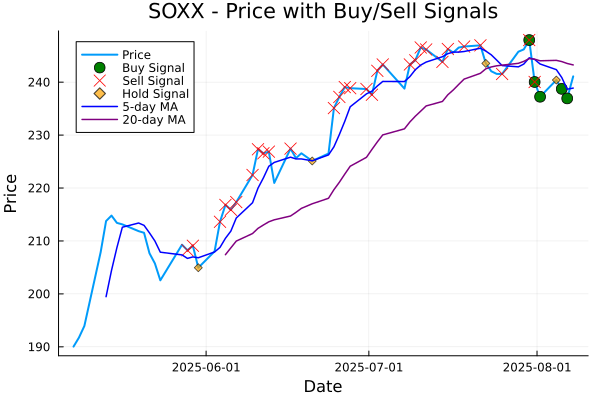 SOXX - Price with Buy/Sell Signals
Price
Buy Signal
Sell Signal
Hold Signal
5-day MA
20-day MA
240
230
220
210
200
190
Price
2025-06-01
2025-07-01
2025-08-01
Date